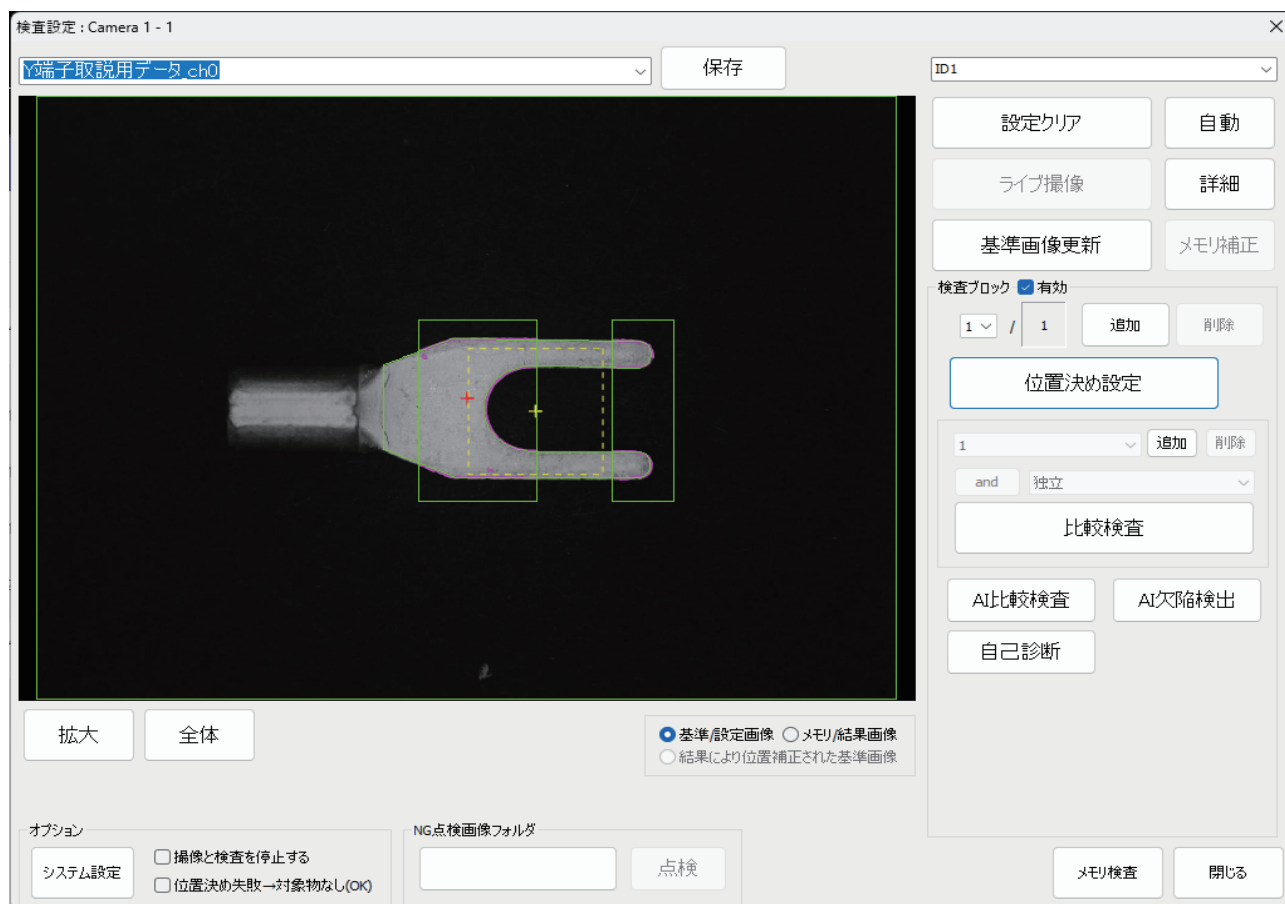 検査設定 : Camera 1 - 1
Y端子取説用データ_ch0
保存
ID1
設定クリア
自動
ライブ撮像
詳細
基準画像更新
メモリ補正
検査ブロック 有効
1 / 1
追加
削除
位置決め設定
1
追加
削除
and
独立
比較検査
AI比較検査
AI欠陥検出
自己診断
拡大
全体
基準/設定画像 メモリ/結果画像
結果により位置補正された基準画像
オプション
システム設定
撮像と検査を停止する
位置決め失敗→対象物なし(OK)
NG点検画像フォルダ
点検
メモリ検査
閉じる